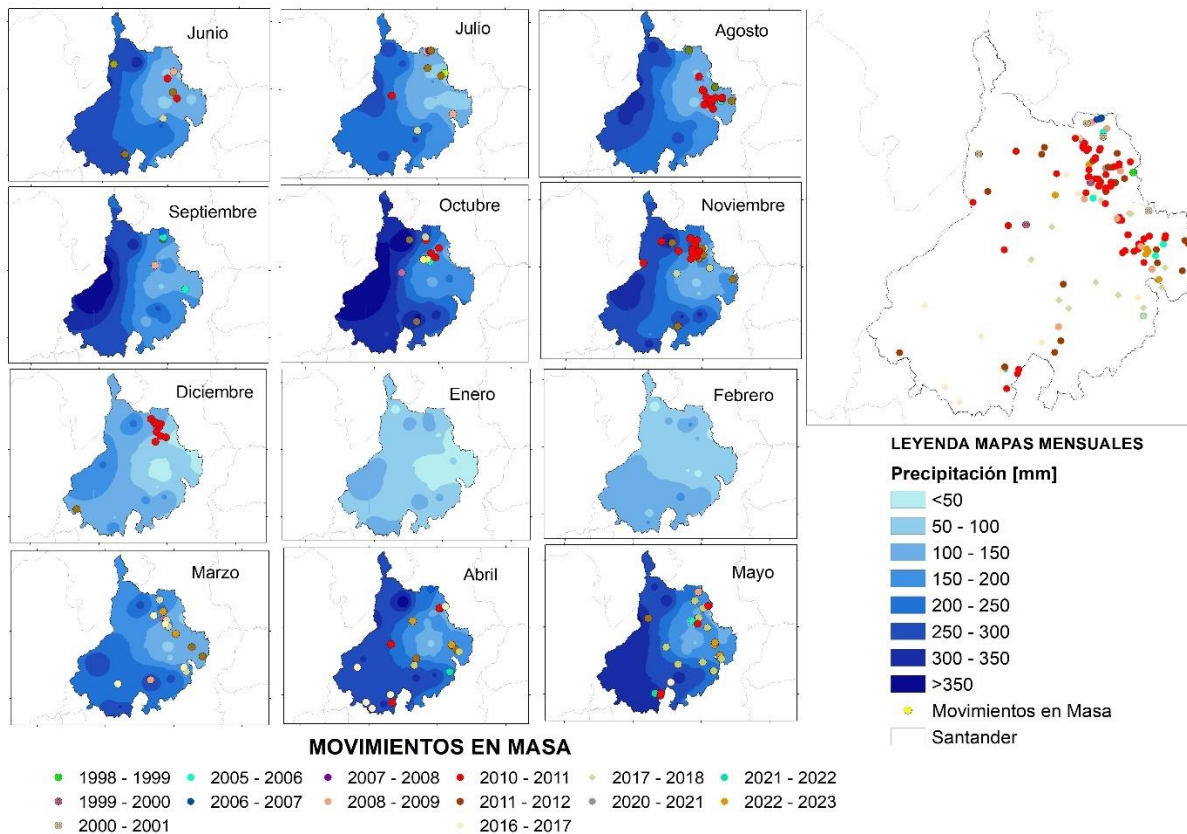 Junio
Julio
Agosto
Septiembre
Octubre
Noviembre
Diciembre
Enero
Febrero
Marzo
Abril
Mayo
LEYENDA MAPAS MENSUALES
Precipitación [mm]
<50
50 - 100
100 - 150
150 - 200
200 - 250
250 - 300
300 - 350
>350
Movimientos en Masa
Santander
MOVIMIENTOS EN MASA
1998 - 1999
2005 - 2006
2007 - 2008
2010 - 2011
2017 - 2018
2021 - 2022
1999 - 2000
2006 - 2007
2008 - 2009
2011 - 2012
2020 - 2021
2022 - 2023
2000 - 2001
2016 - 2017